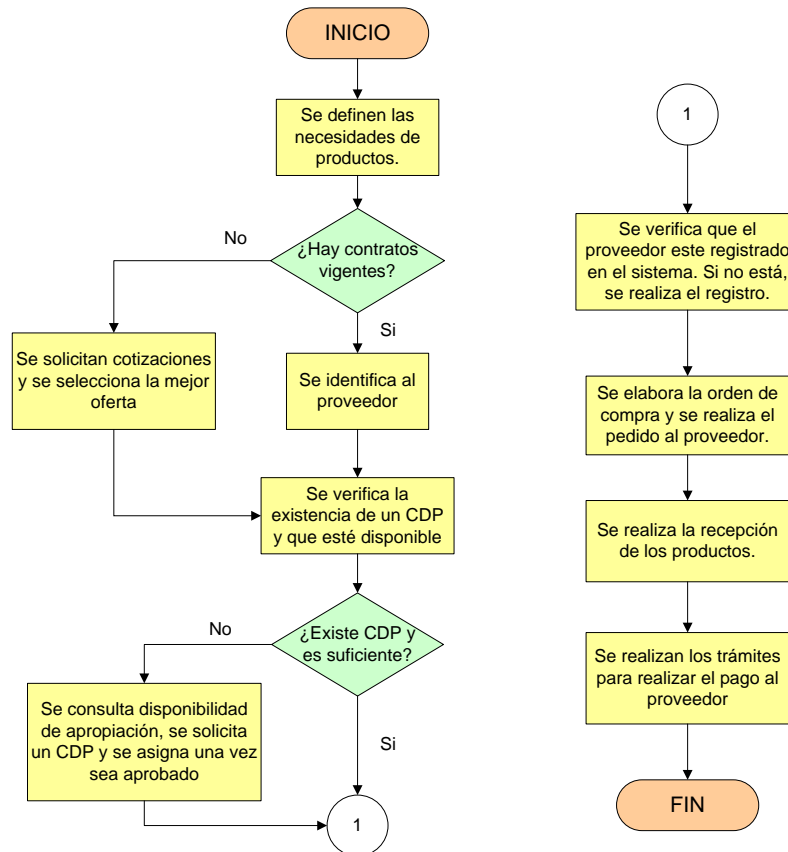 INICIO
Se definen las
necesidades de
productos.
¿Hay contratos
vigentes?
No
Si
Se solicitan cotizaciones
y se selecciona la mejor
oferta
Se identifica al
proveedor
Se verifica la
existencia de un CDP
y que esté disponible
¿Existe CDP y
es suficiente?
No
Si
Se consulta disponibilidad
de apropiación, se solicita
un CDP y se asigna una vez
sea aprobado
1
1
Se verifica que el
proveedor este registrado
en el sistema. Si no está,
se realiza el registro.
Se elabora la orden de
compra y se realiza el
pedido al proveedor.
Se realiza la recepción
de los productos.
Se realizan los trámites
para realizar el pago al
proveedor
FIN